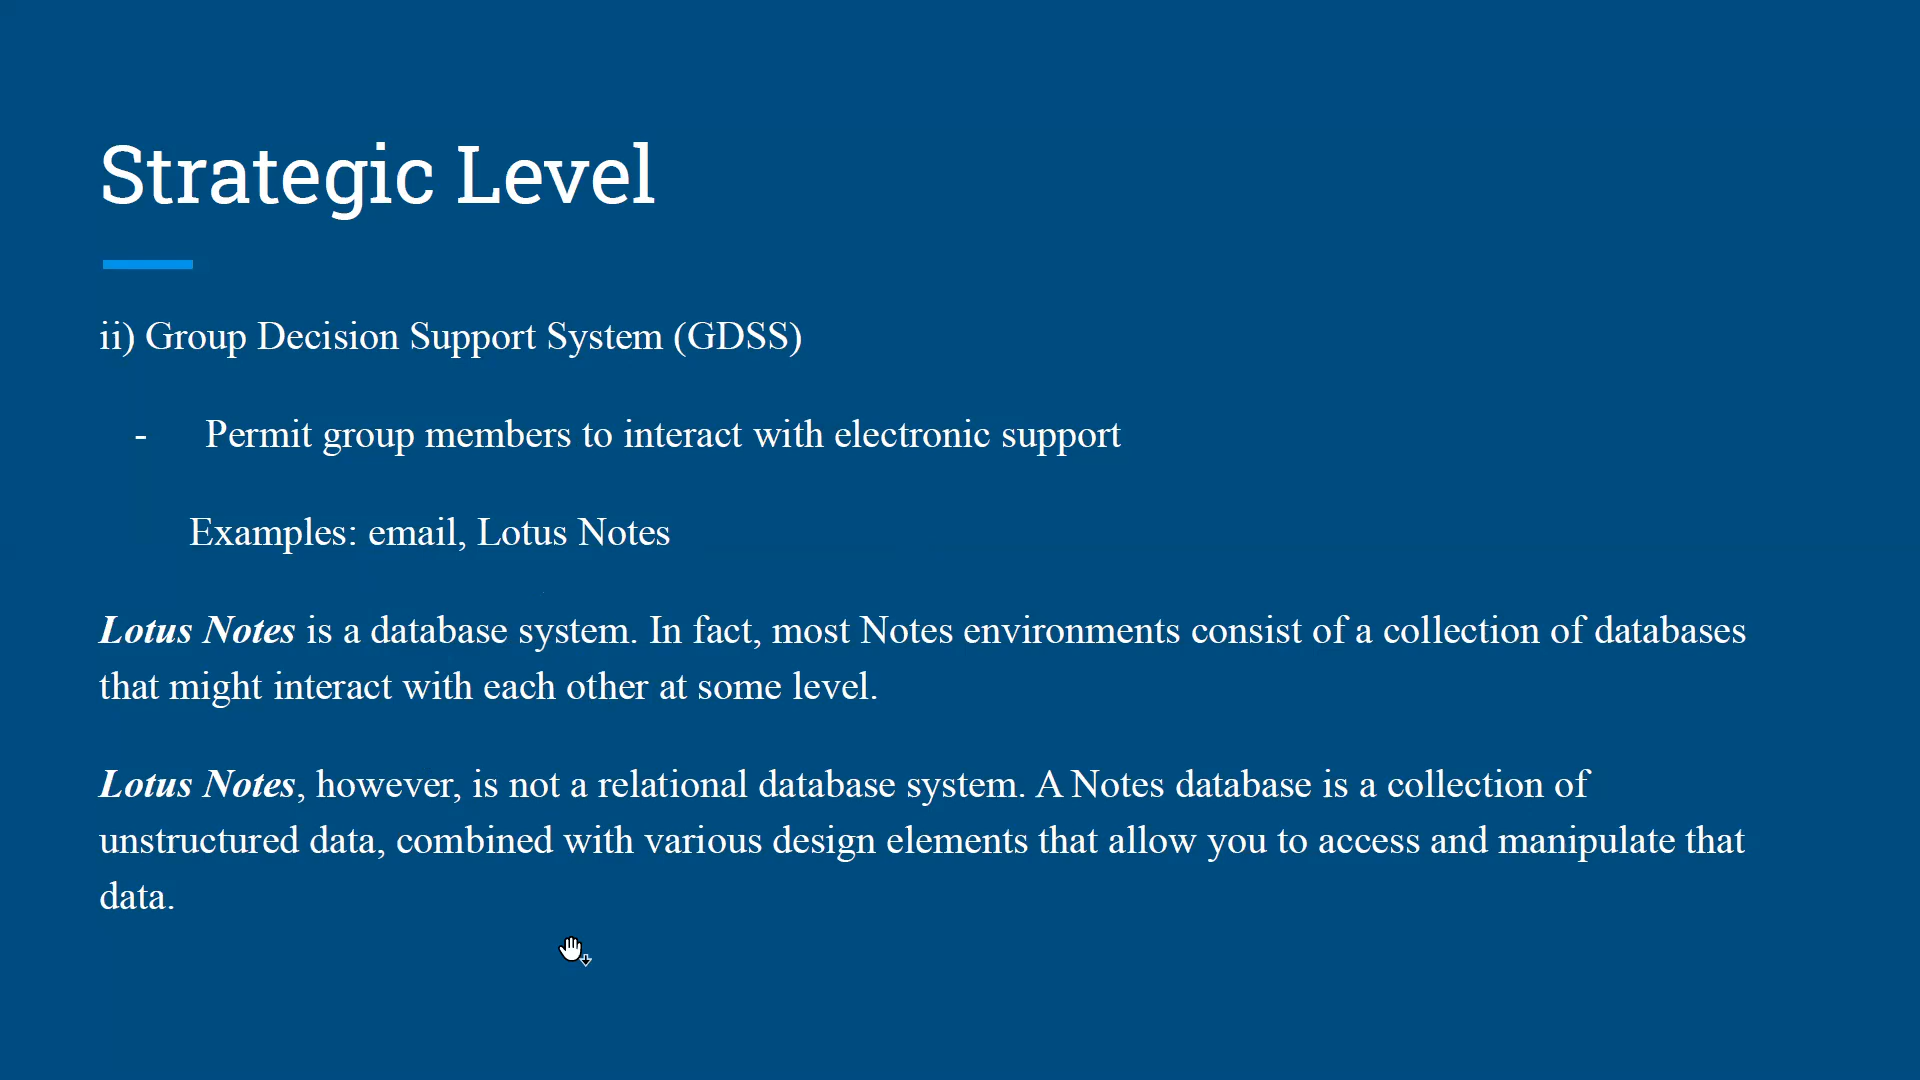 Strategic Level
ii) Group Decision Support System (GDSS)
- Permit group members to interact with electronic support
Examples: email, Lotus Notes
Lotus Notes is a database system. In fact, most Notes environments consist of a collection of databases
that might interact with each other at some level.
Lotus Notes, however, is not a relational database system. A Notes database is a collection of
unstructured data, combined with various design elements that allow you to access and manipulate that
data.